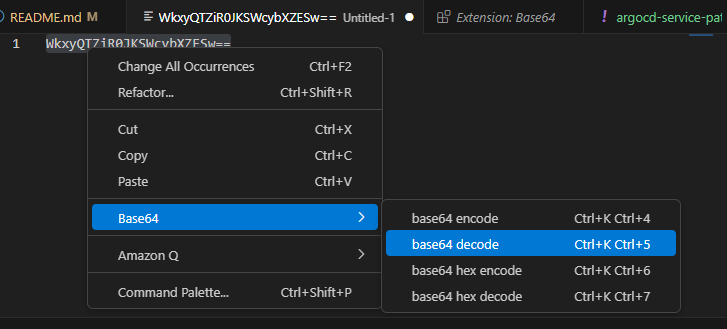 README.md M
WkxyQTZiR0JKSWcybXZESw== Untitled-1
Extension: Base64
! argocd-service-pat
1 WkxyQTZiR0JKSWcybXZESw==
Change All Occurrences Ctrl+F2
Refactor... Ctrl+Shift+R
Cut Ctrl+X
Copy Ctrl+C
Paste Ctrl+V
Base64 >
base64 encode Ctrl+K Ctrl+4
base64 decode Ctrl+K Ctrl+5
base64 hex encode Ctrl+K Ctrl+6
base64 hex decode Ctrl+K Ctrl+7
Amazon Q >
Command Palette... Ctrl+Shift+P